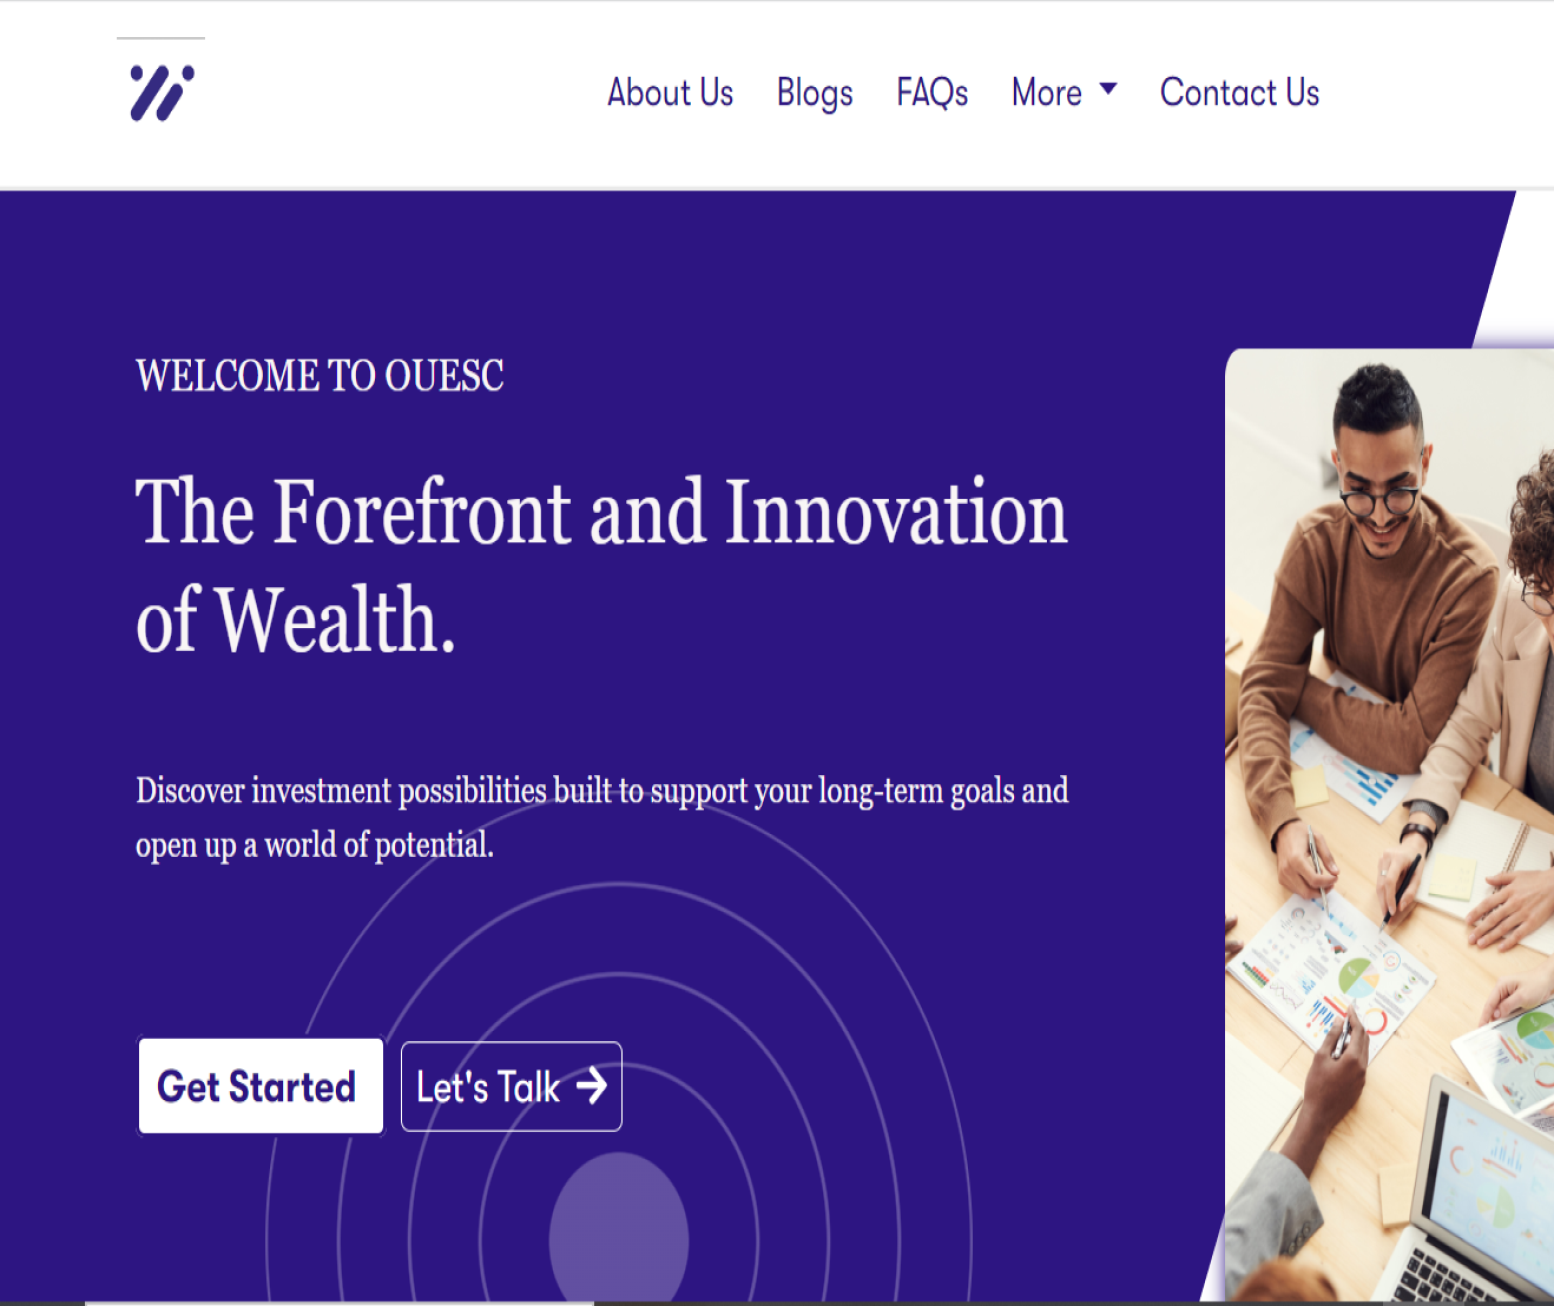 About Us Blogs FAQs More Contact Us
WELCOME TO OUESC
The Forefront and Innovation
of Wealth.
Discover investment possibilities built to support your long-term goals and
open up a world of potential.
Get Started Let's Talk →